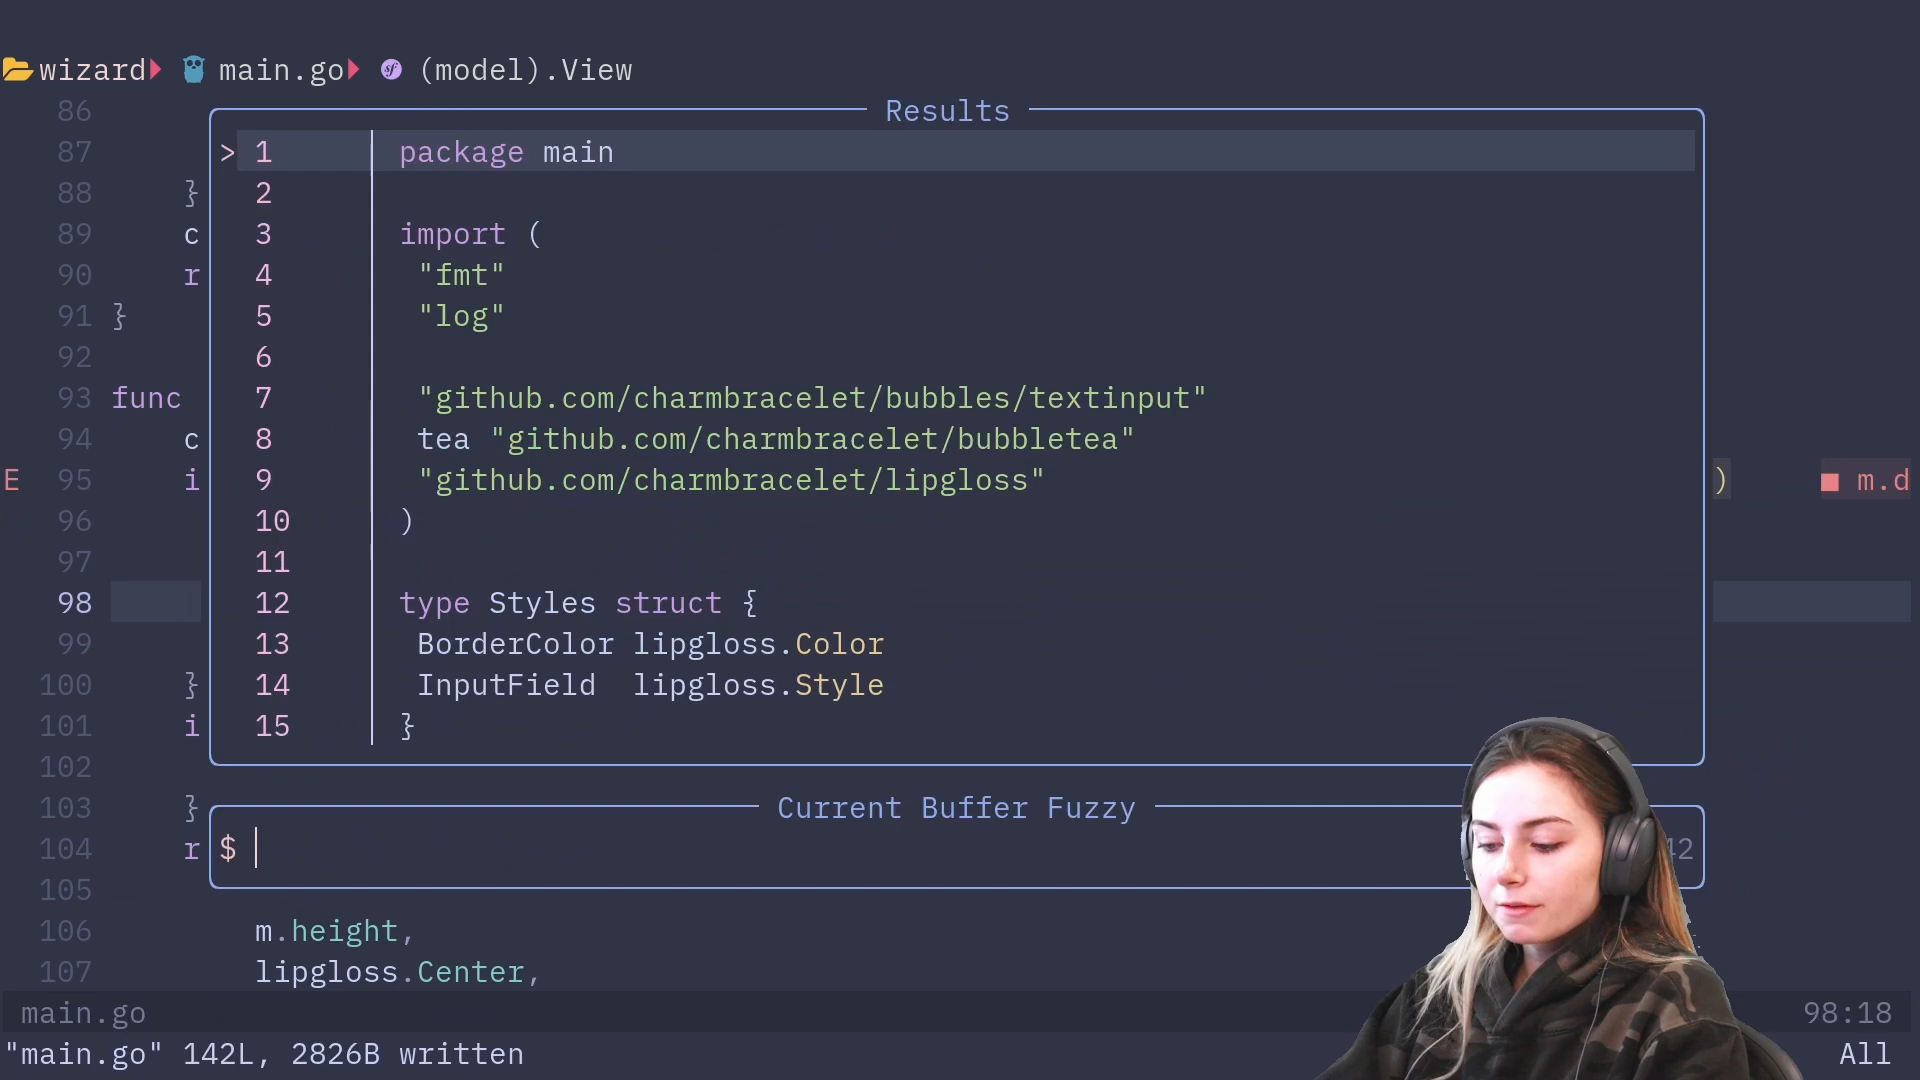 wizard main.go (model).View
86
Results
87 > 1 package main
88 } 2
89 c 3 import (
90 r 4 "fmt"
91 } 5 "log"
92 6
93 func 7 "github.com/charmbracelet/bubbles/textinput"
94 c 8 tea "github.com/charmbracelet/bubbletea"
E 95 i 9 "github.com/charmbracelet/lipgloss" ) ■ m.d
96 10 )
97 11
98 12 type Styles struct {
99 13 BorderColor lipgloss.Color
100 } 14 InputField lipgloss.Style
101 i 15 }
102
103 } Current Buffer Fuzzy
104 r $ 42
105
106 m.height,
107 lipgloss.Center,
main.go 98:18
"main.go" 142L, 2826B written All